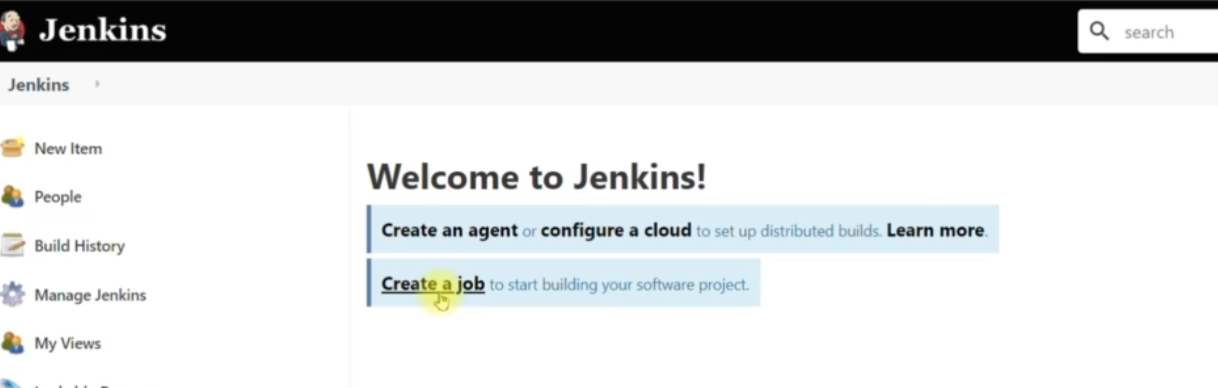 Jenkins
search
Jenkins
New Item
People
Build History
Manage Jenkins
My Views
Welcome to Jenkins!
Create an agent or configure a cloud to set up distributed builds. Learn more.
Create a job to start building your software project.